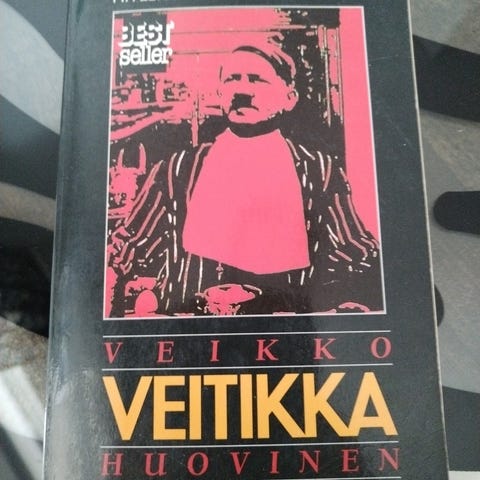 BEST
seller
VEIKKO
VEITIKKA
HUOVINEN